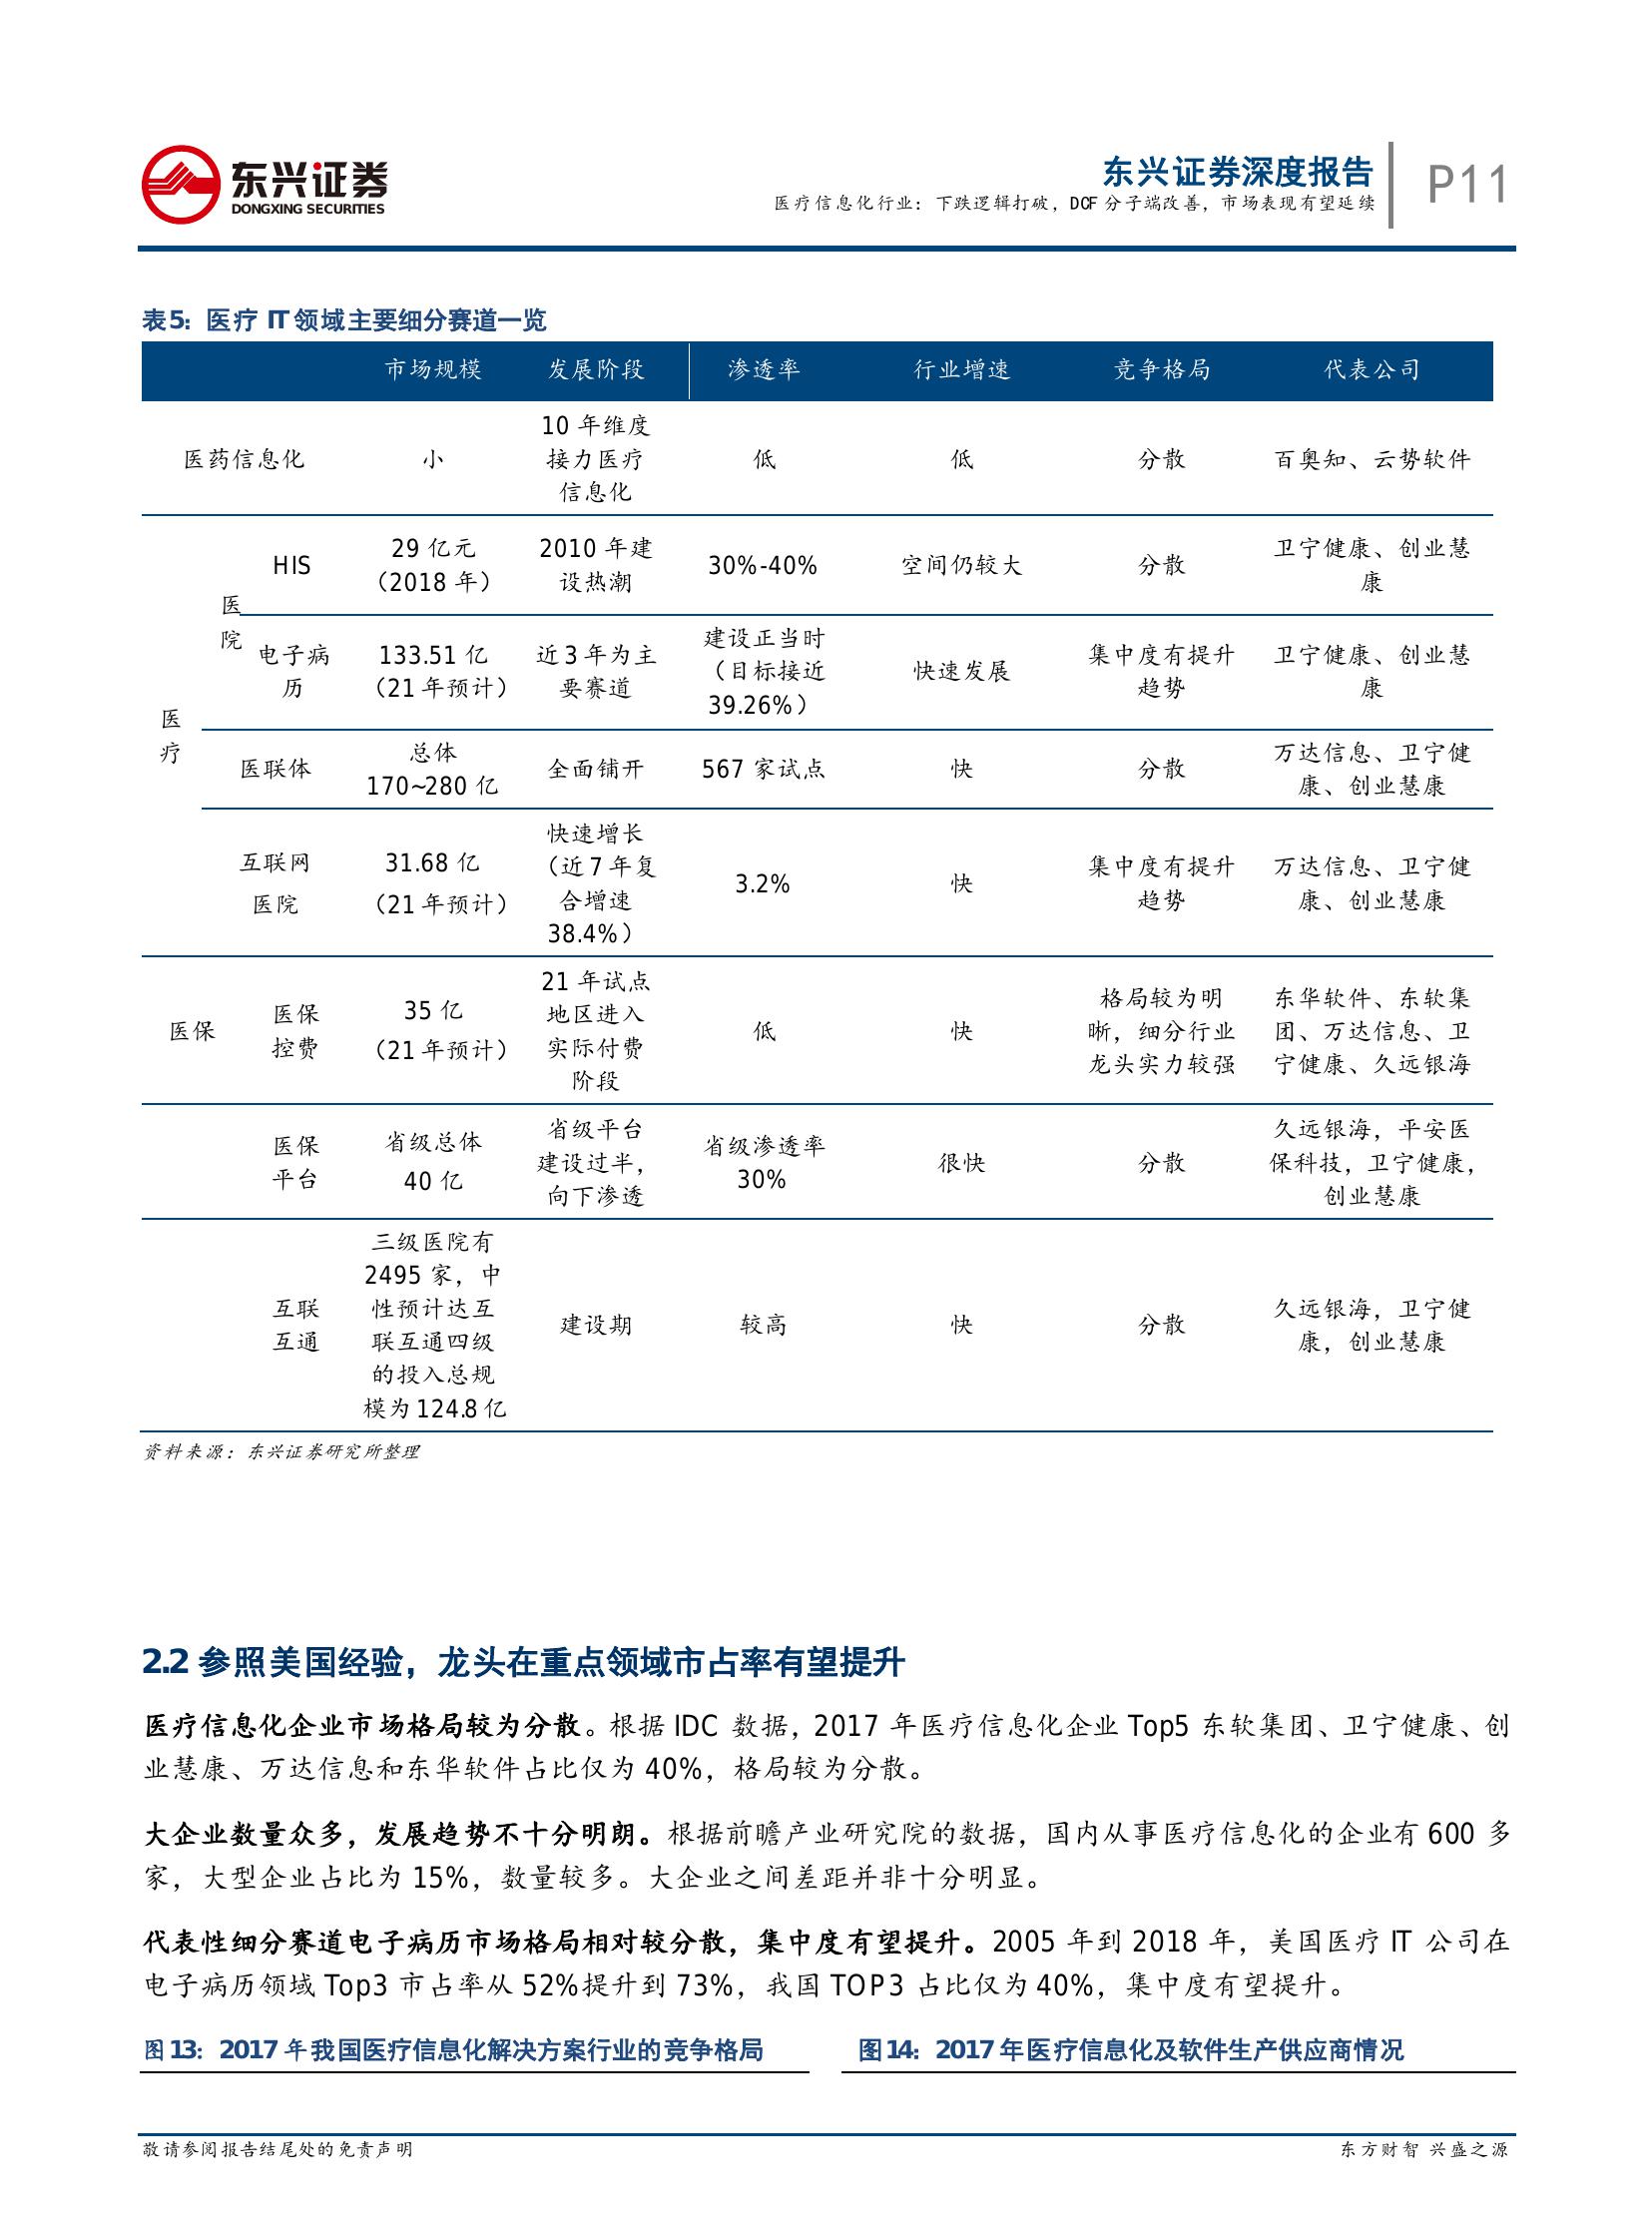 东兴证券
DONGXING SECURITIES
东兴证券深度报告
医疗信息化行业：下跌逻辑打破，DCF 分子端改善，市场表现有望延续
P11
表5：医疗 IT 领域主要细分赛道一览
市场规模 发展阶段 渗透率 行业增速 竞争格局 代表公司
医药信息化 小 10 年维度接力医疗信息化 低 低 分散 百奥知、云势软件
医疗 医院 HIS 29 亿元（2018 年） 2010 年建设热潮 30%-40% 空间仍较大 分散 卫宁健康、创业慧康
电子病历 133.51 亿（21 年预计） 近 3 年为主要赛道 建设正当时（目标接近 39.26%） 快速发展 集中度有提升趋势 卫宁健康、创业慧康
医联体 总体 170~280 亿 全面铺开 567 家试点 快 分散 万达信息、卫宁健康、创业慧康
互联网医院 31.68 亿（21 年预计） 快速增长（近 7 年复合增速 38.4%） 3.2% 快 集中度有提升趋势 万达信息、卫宁健康、创业慧康
医保 医保控费 35 亿（21 年预计） 21 年试点地区进入实际付费阶段 低 快 格局较为明晰，细分行业龙头实力较强 东华软件、东软集团、万达信息、卫宁健康、久远银海
医保平台 省级总体 40 亿 省级平台建设过半，向下渗透 省级渗透率 30% 很快 分散 久远银海，平安医保科技，卫宁健康，创业慧康
互联互通 三级医院有 2495 家，中性预计达互联互通四级的投入总规模为 124.8 亿 建设期 较高 快 分散 久远银海，卫宁健康，创业慧康
资料来源：东兴证券研究所整理
2.2 参照美国经验，龙头在重点领域市占率有望提升
医疗信息化企业市场格局较为分散。根据 IDC 数据，2017 年医疗信息化企业 Top5 东软集团、卫宁健康、创
业慧康、万达信息和东华软件占比仅为 40%，格局较为分散。
大企业数量众多，发展趋势不十分明朗。根据前瞻产业研究院的数据，国内从事医疗信息化的企业有 600 多
家，大型企业占比为 15%，数量较多。大企业之间差距并非十分明显。
代表性细分赛道电子病历市场格局相对较分散，集中度有望提升。2005 年到 2018 年，美国医疗 IT 公司在
电子病历领域 Top3 市占率从 52%提升到 73%，我国 TOP3 占比仅为 40%，集中度有望提升。
图13：2017 年我国医疗信息化解决方案行业的竞争格局
图14：2017 年医疗信息化及软件生产供应商情况
敬请参阅报告结尾处的免责声明
东方财智 兴盛之源